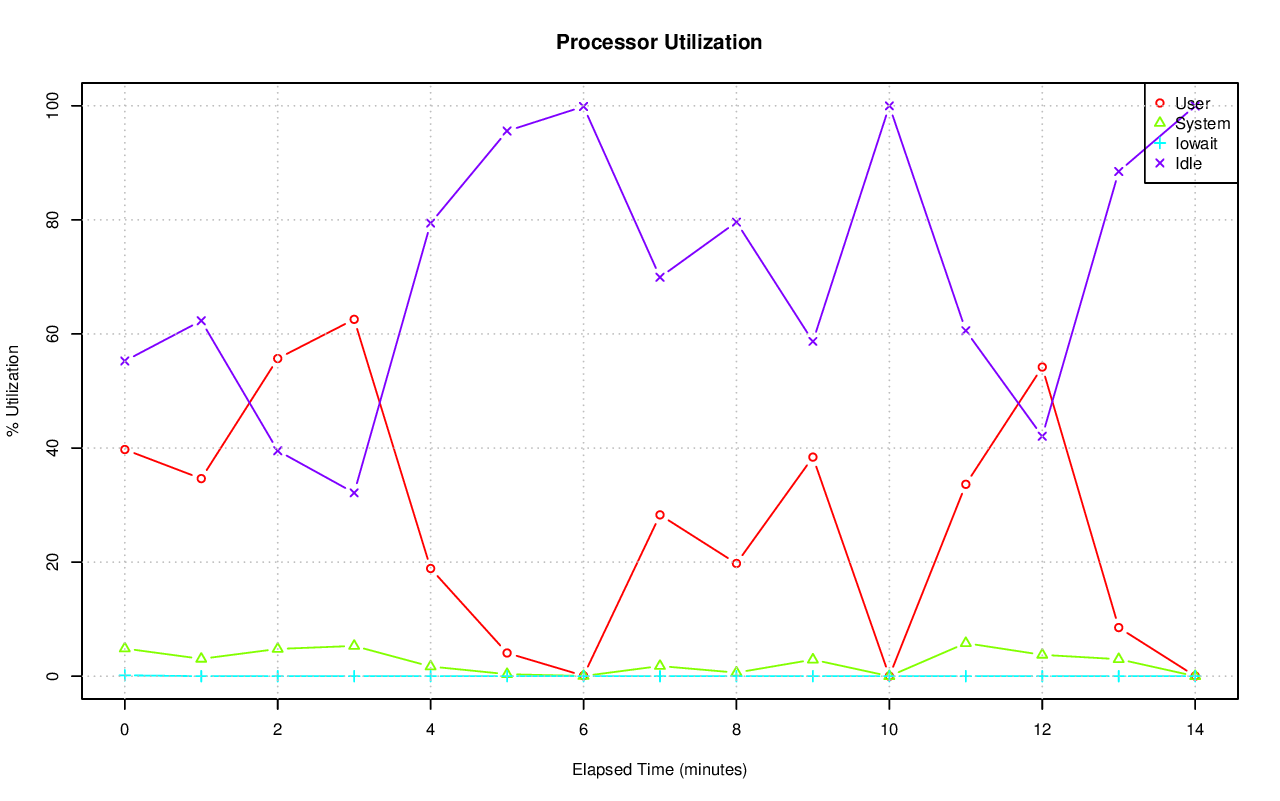 Processor Utilization
% Utilization
100
80
60
40
20
0
User
System
Iowait
Idle
0 2 4 6 8 10 12 14
Elapsed Time (minutes)